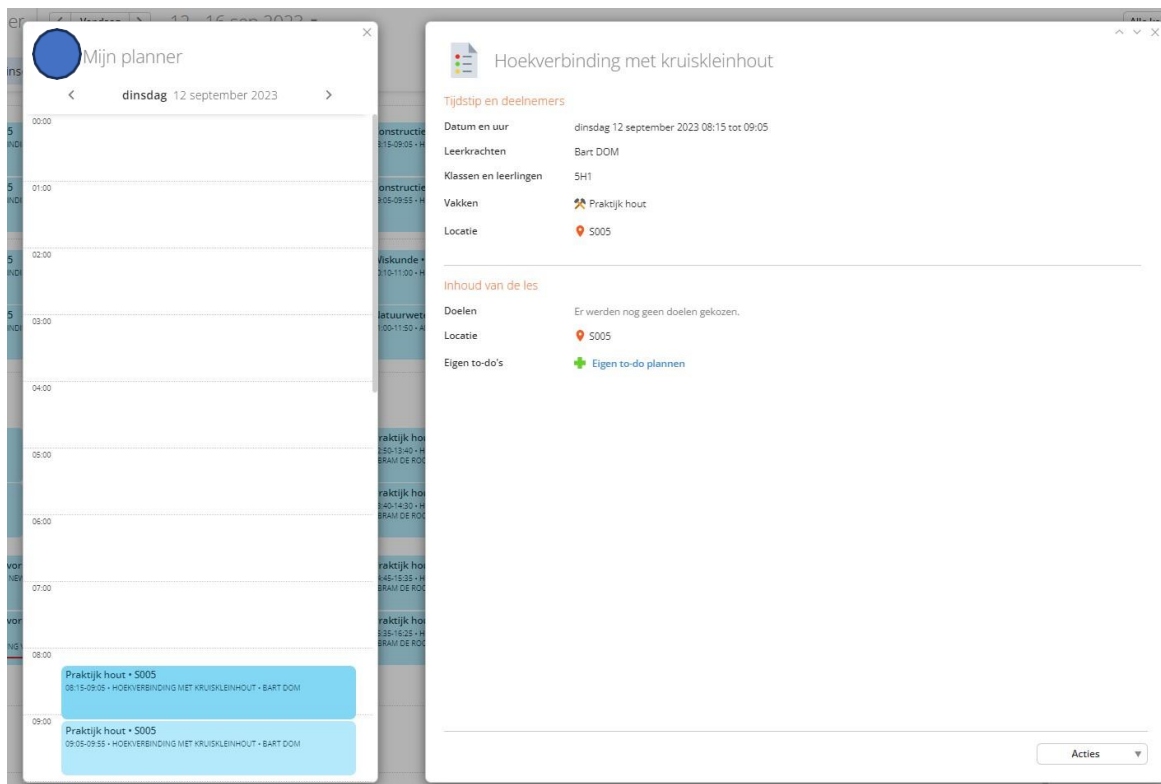 Vandaag
12 - 16 sep 2023
Mijn planner
dinsdag 12 september 2023
00:00
01:00
02:00
03:00
04:00
05:00
06:00
07:00
08:00
Praktijk hout • S005
08:15-09:05 • HOEKVERBINDING MET KRUISKLEINHOUT • BART DOM
09:00
Praktijk hout • S005
09:05-09:55 • HOEKVERBINDING MET KRUISKLEINHOUT • BART DOM
Hoekverbinding met kruiskleinhout
Tijdstip en deelnemers
Datum en uur dinsdag 12 september 2023 08:15 tot 09:05
Leerkrachten Bart DOM
Klassen en leerlingen 5H1
Vakken Praktijk hout
Locatie S005
Inhoud van de les
Doelen Er werden nog geen doelen gekozen.
Locatie S005
Eigen to-do's Eigen to-do plannen
Acties